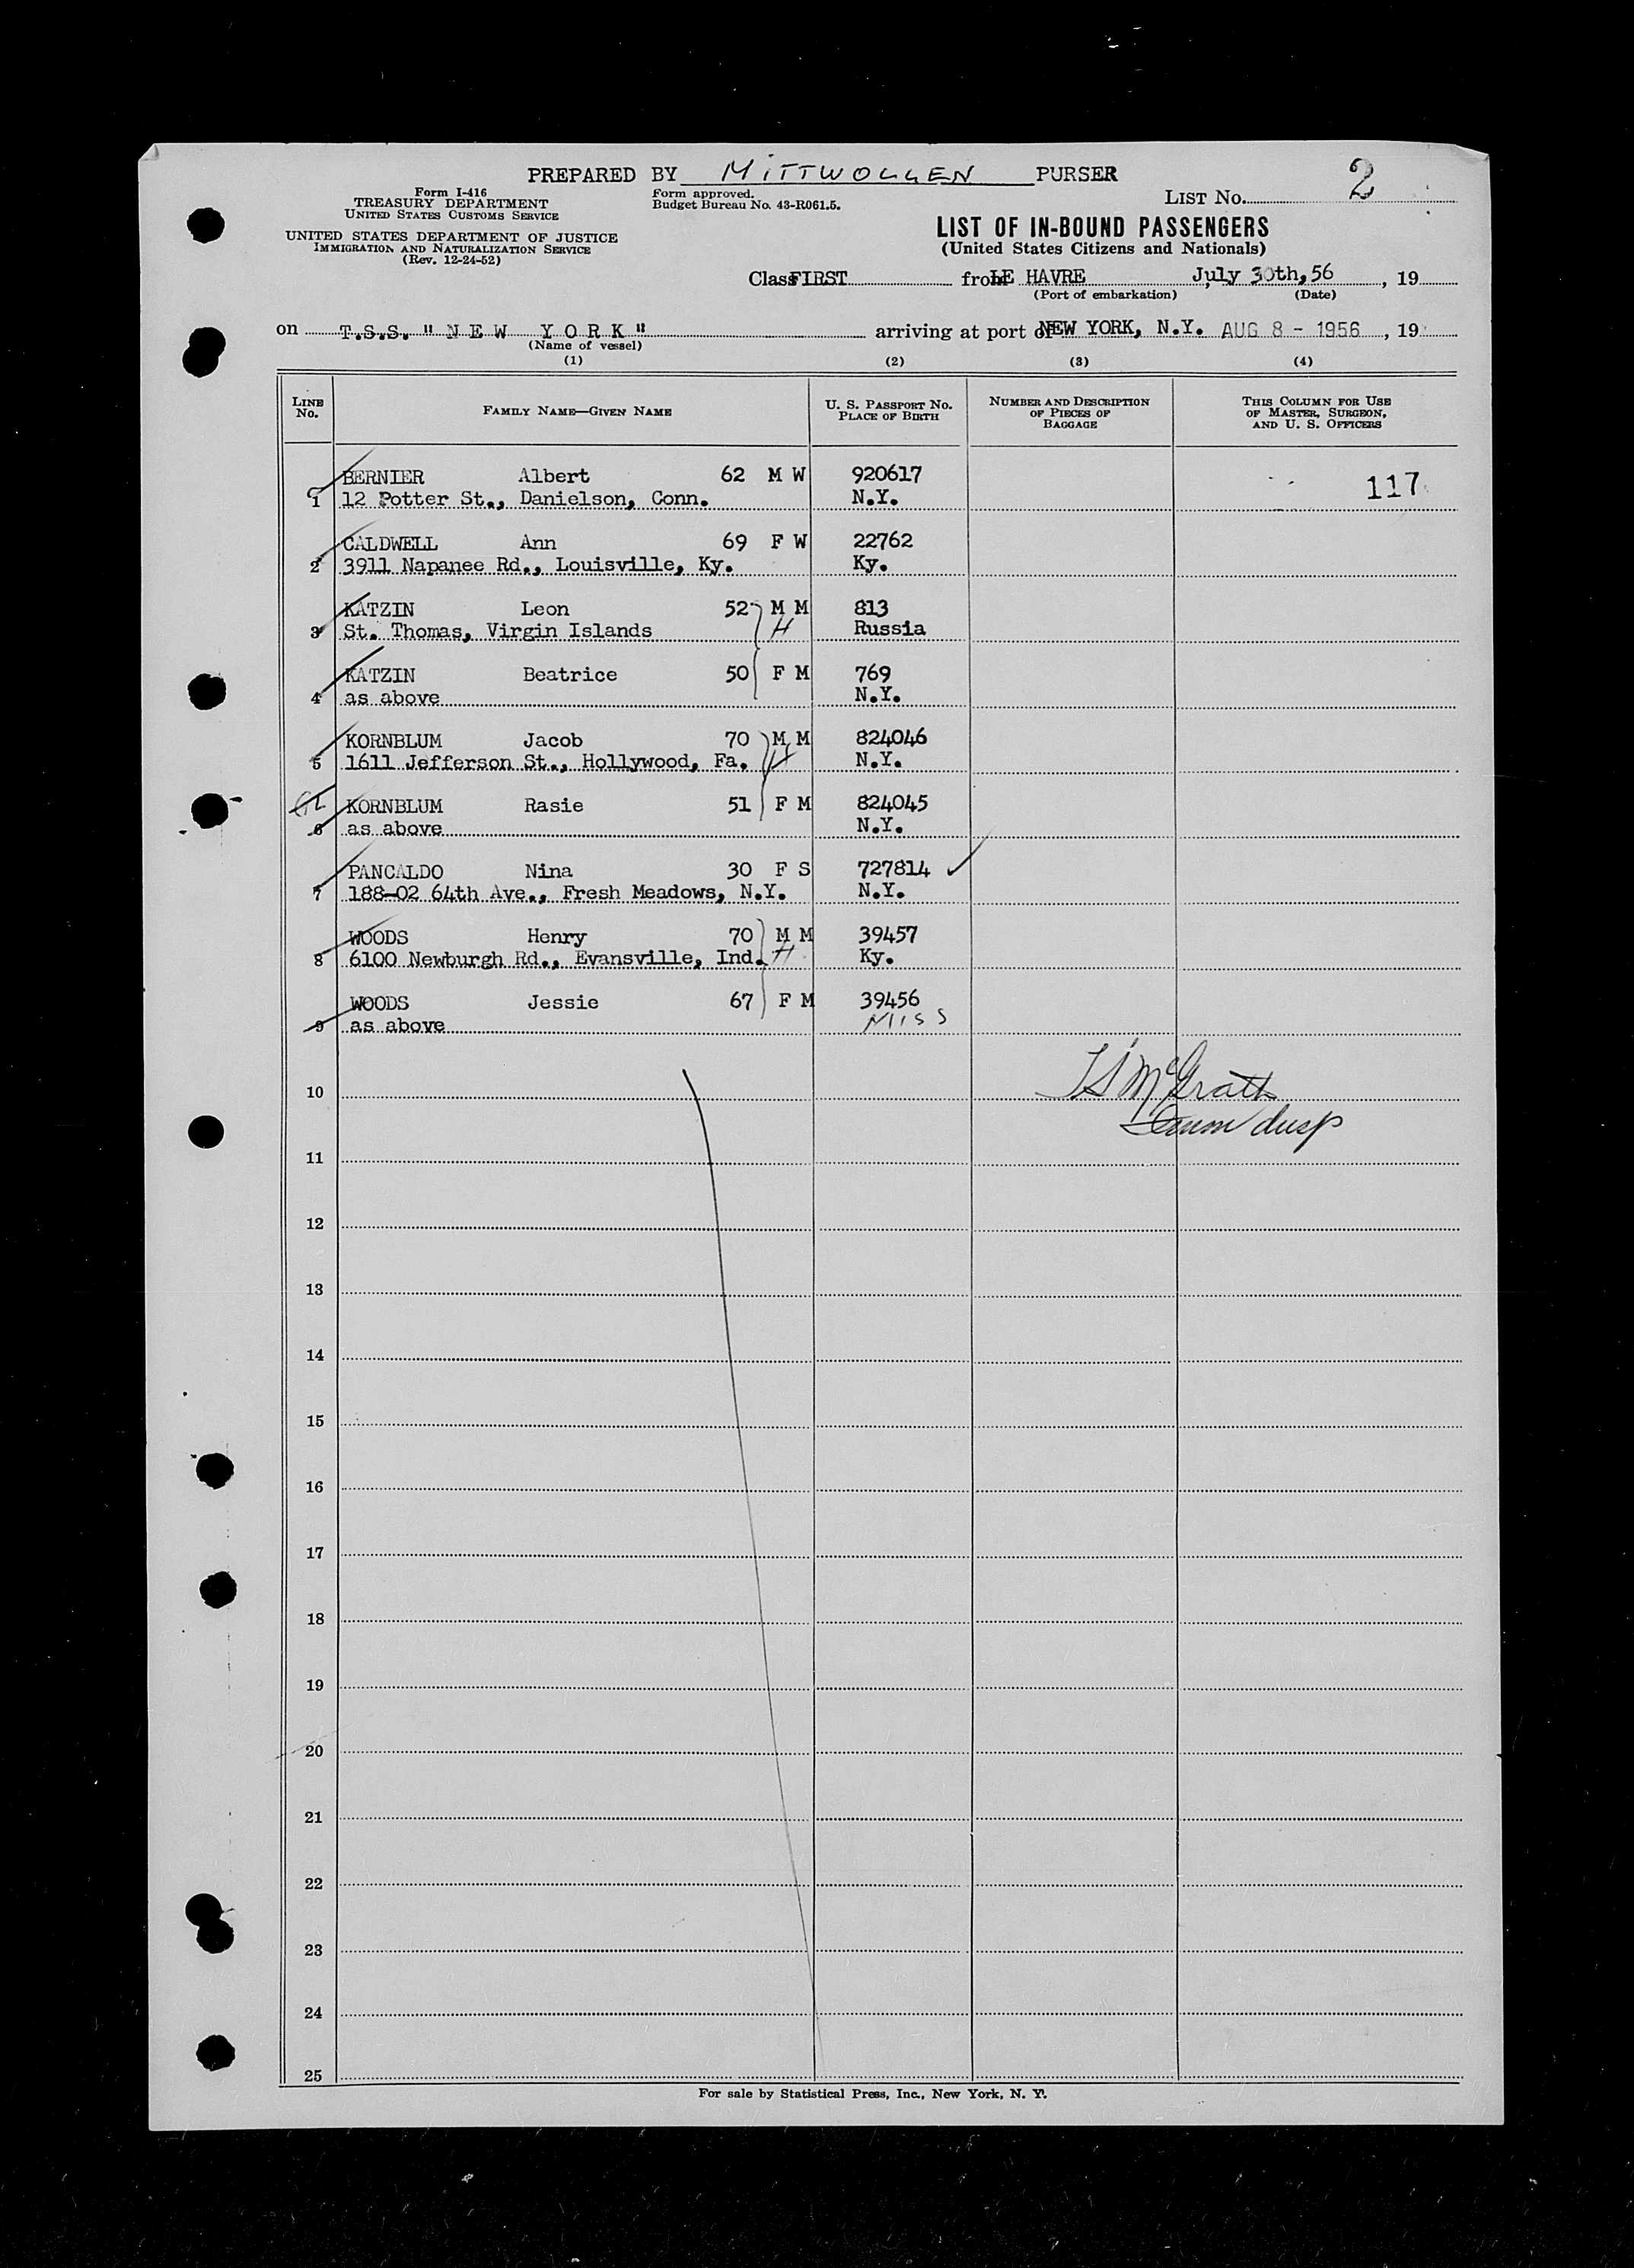 PREPARED BY MITTWOLLEN PURSER
Form I-416
TREASURY DEPARTMENT
UNITED STATES CUSTOMS SERVICE
Form approved.
Budget Bureau No. 43-R061.5.
LIST No. 2
UNITED STATES DEPARTMENT OF JUSTICE
IMMIGRATION AND NATURALIZATION SERVICE
(Rev. 12-24-52)
LIST OF IN-BOUND PASSENGERS
(United States Citizens and Nationals)
Class FIRST from LE HAVRE July 30th, 56, 19
(Port of embarkation) (Date)
on T.S.S. "NEW YORK" arriving at port of NEW YORK, N.Y. AUG 8 - 1956, 19
(Name of vessel)
(1) (2) (3) (4)
LINE No. FAMILY NAME—GIVEN NAME U. S. PASSPORT No. PLACE OF BIRTH NUMBER AND DESCRIPTION OF PIECES OF BAGGAGE THIS COLUMN FOR USE OF MASTER, SURGEON, AND U. S. OFFICERS
BERNIER Albert 62 M W 920617 117
1 12 Potter St., Danielson, Conn. N.Y.
CALDWELL Ann 69 F W 22762
2 3911 Napanee Rd., Louisville, Ky. Ky.
KATZIN Leon 52 M M 813
3 St. Thomas, Virgin Islands H Russia
KATZIN Beatrice 50 F M 769
4 as above N.Y.
KORNBLUM Jacob 70 M M 824046
5 1611 Jefferson St., Hollywood, Fa. H N.Y.
KORNBLUM Rasie 51 F M 824045
6 as above N.Y.
PANCALDO Nina 30 F S 727814 ✓
7 188-02 64th Ave., Fresh Meadows, N.Y. N.Y.
WOODS Henry 70 M M 39457
8 6100 Newburgh Rd., Evansville, Ind. H Ky.
WOODS Jessie 67 F M 39456
9 as above MISS
10
McGrath
11
12
13
14
15
16
17
18
19
20
21
22
23
24
25
For sale by Statistical Press, Inc., New York, N. Y.